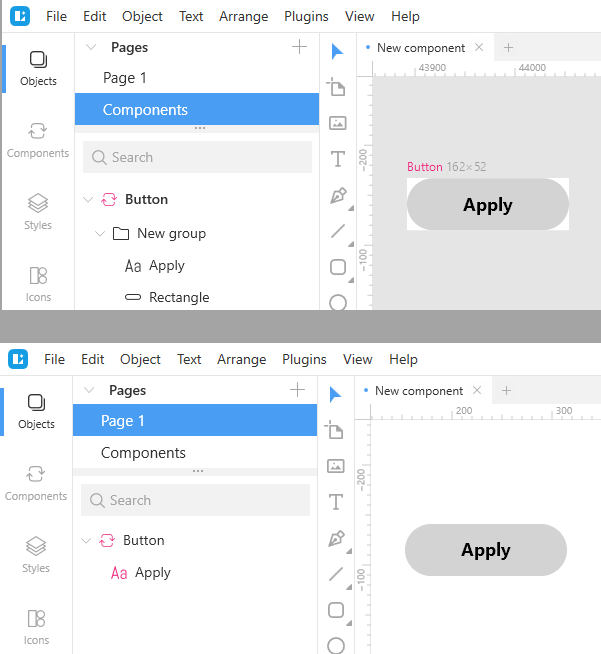 File Edit Object Text Arrange Plugins View Help
Pages
New component
Objects
Page 1
43900 44000
Components
Components
Search
-200
Button 162×52
Styles
Button
Apply
New group
-100
Aa Apply
Icons
Rectangle
File Edit Object Text Arrange Plugins View Help
Pages
New component
Objects
Page 1
200 300
Components
Components
Search
-200
Button
Apply
Styles
Aa Apply
-100
Icons